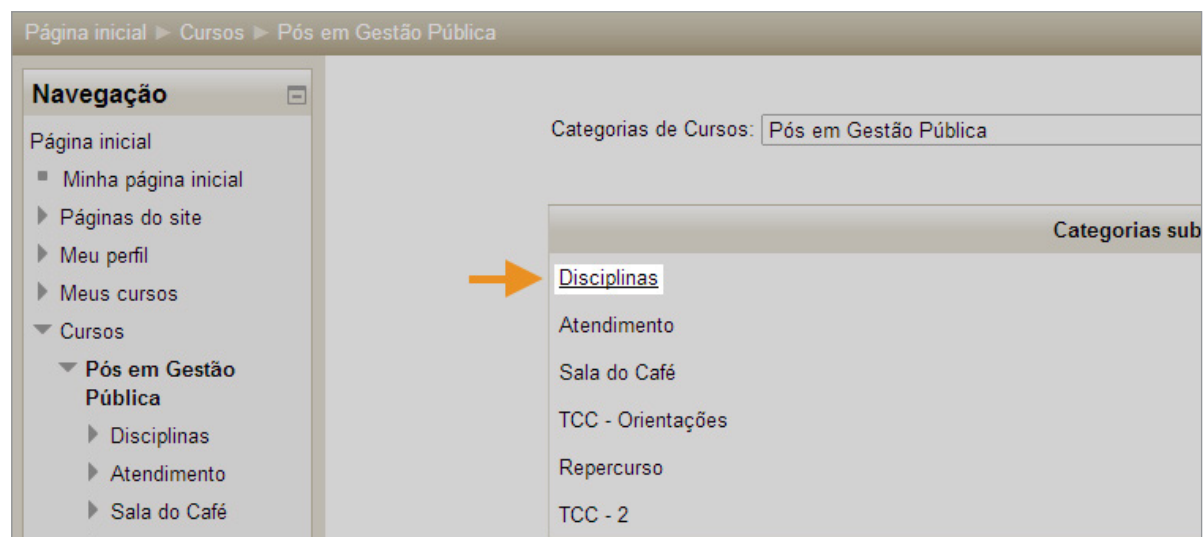 Página inicial ► Cursos ► Pós em Gestão Pública
Navegação
Página inicial
Minha página inicial
Páginas do site
Meu perfil
Meus cursos
Cursos
Pós em Gestão
Pública
Disciplinas
Atendimento
Sala do Café
Categorias de Cursos: Pós em Gestão Pública
Categorias sub
Disciplinas
Atendimento
Sala do Café
TCC - Orientações
Repercurso
TCC - 2